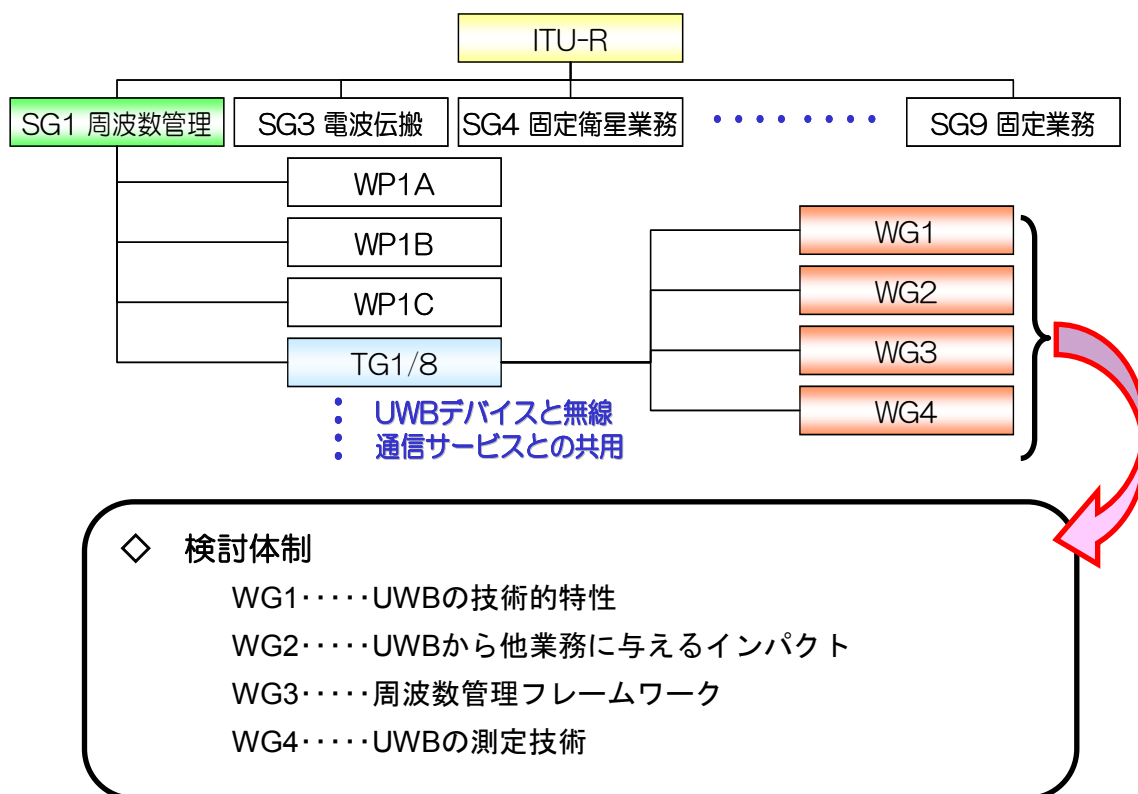 ITU-R
SG1 周波数管理
SG3 電波伝搬
SG4 固定衛星業務
・・・・・・・・
SG9 固定業務
WP1A
WP1B
WP1C
TG1/8
UWBデバイスと無線
通信サービスとの共用
WG1
WG2
WG3
WG4
◇ 検討体制
WG1・・・・・UWBの技術的特性
WG2・・・・・UWBから他業務に与えるインパクト
WG3・・・・・周波数管理フレームワーク
WG4・・・・・UWBの測定技術